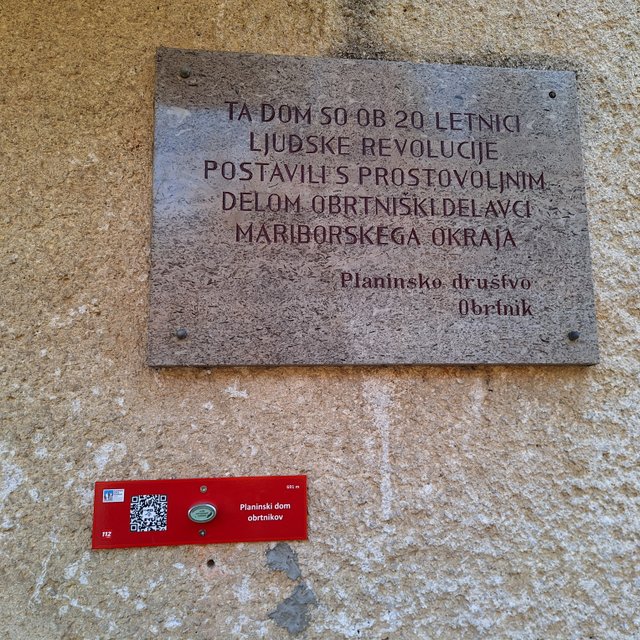 TA DOM SO OB 20 LETNICI
LJUDSKE REVOLUCIJE
POSTAVILI S PROSTOVOLJNIM
DELOM OBRTNIŠKI DELAVCI
MARIBORSKEGA OKRAJA
Planinsko društvo
Obrtnik
691 m
Planinski dom
obrtnikov
112